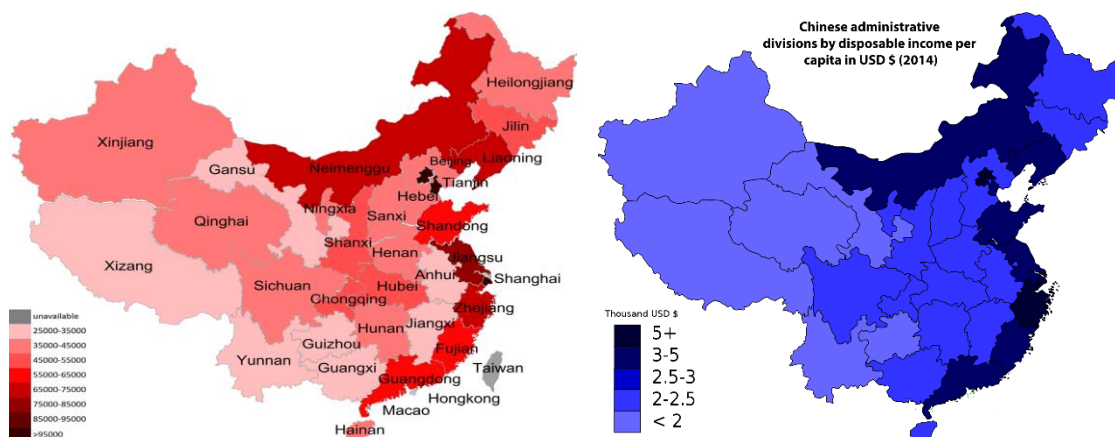 Heilongjiang
Jilin
Xinjiang
Liaoning
Gansu
Neimenggu
Beijing
Tianjin
Hebei
Ningxia
Sanxi
Qinghai
Shandong
Shanxi
Henan
Jiangsu
Xizang
Anhui
Shanghai
Sichuan
Hubei
Chongqing
Zhejiang
Hunan
Jiangxi
Guizhou
Fujian
Yunnan
Guangxi
Taiwan
Guangdong
Hongkong
Macao
Hainan
unavailable
25000-35000
35000-45000
45000-55000
55000-65000
65000-75000
75000-85000
85000-95000
>95000
Chinese administrative
divisions by disposable income per
capita in USD $ (2014)
Thousand USD $
5+
3-5
2.5-3
2-2.5
< 2